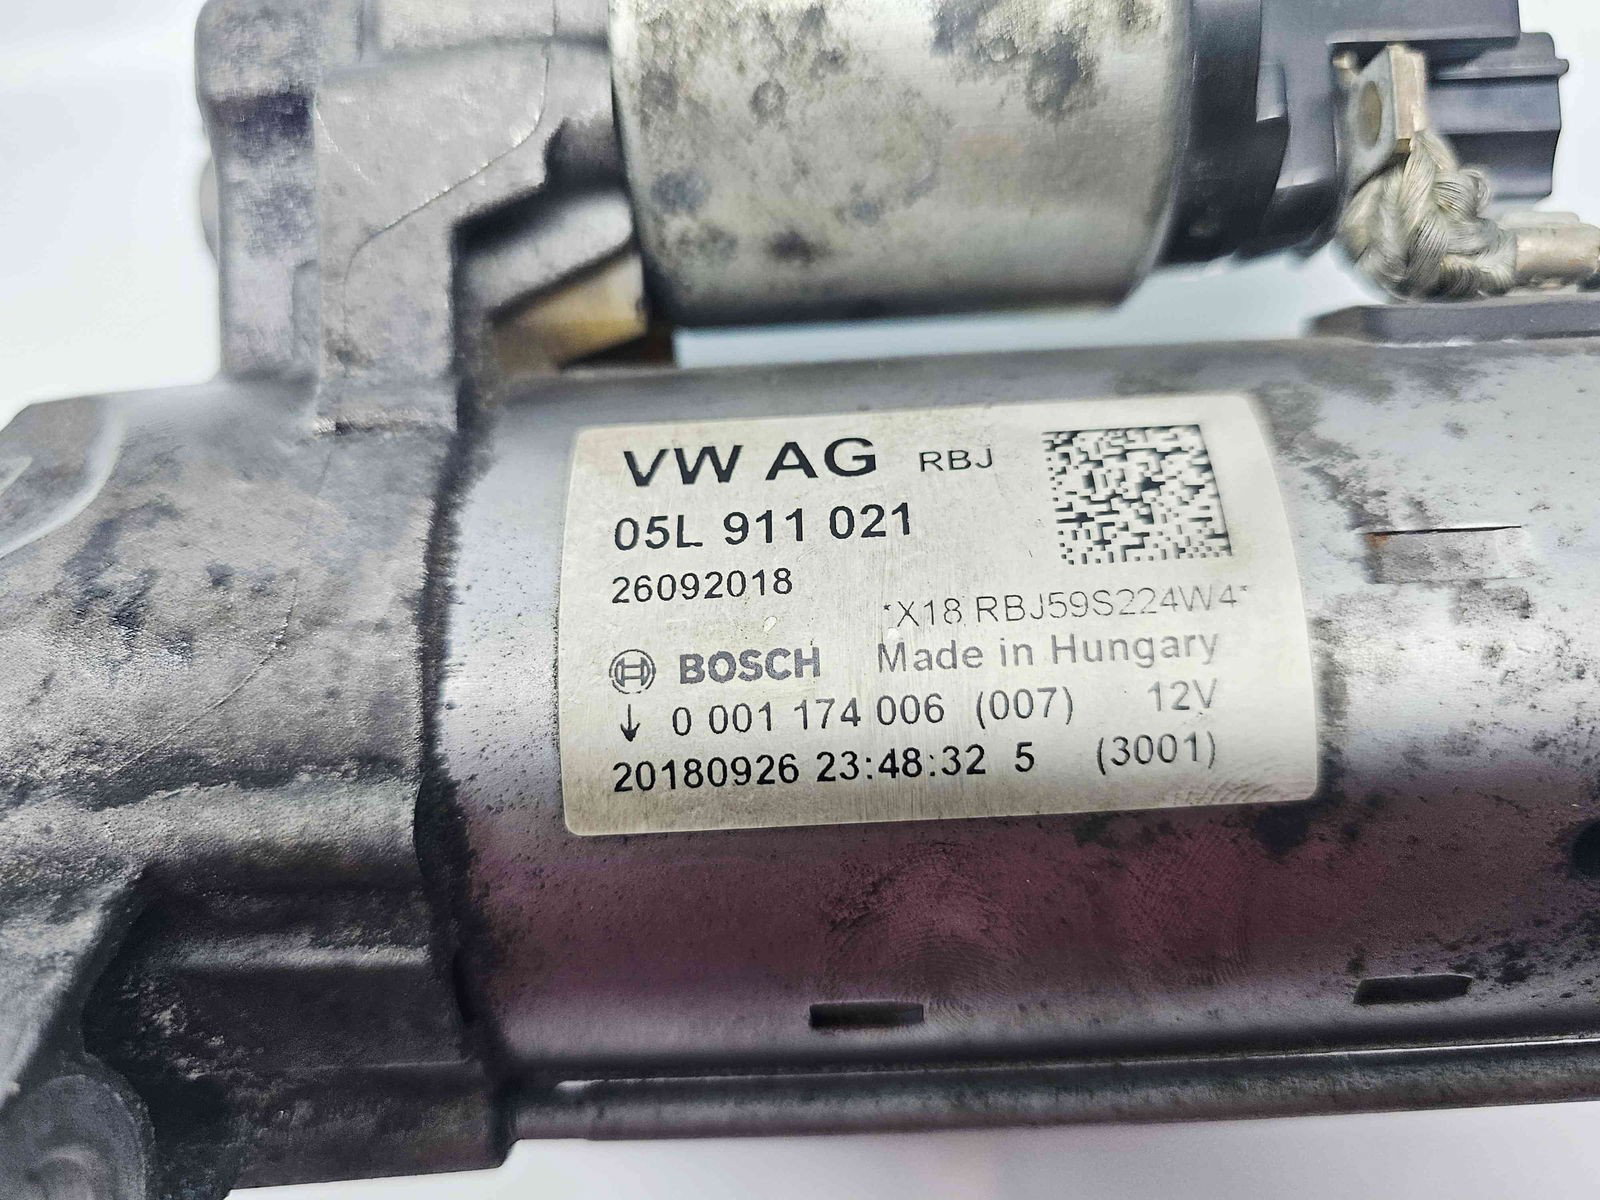 VW AG RBJ
05L 911 021
26092018
*X18 RBJ59S224W4*
BOSCH Made in Hungary
↓ 0 001 174 006 (007) 12V
20180926 23:48:32 5 (3001)